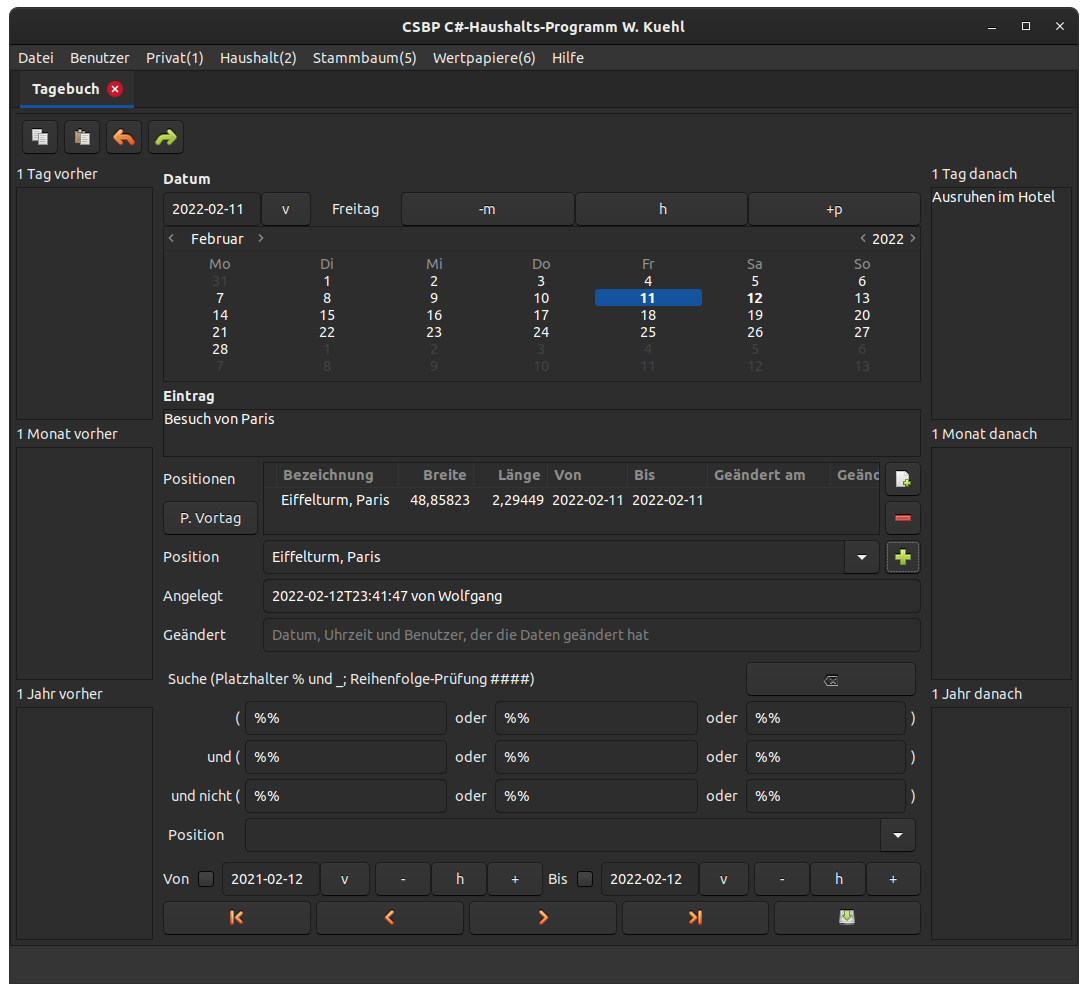 CSBP C#-Haushalts-Programm W. Kuehl
Datei Benutzer Privat(1) Haushalt(2) Stammbaum(5) Wertpapiere(6) Hilfe
Tagebuch
1 Tag vorher
Datum
1 Tag danach
2022-02-11 v Freitag -m h +p
Ausruhen im Hotel
< Februar > < 2022 >
Mo Di Mi Do Fr Sa So
31 1 2 3 4 5 6
7 8 9 10 11 12 13
14 15 16 17 18 19 20
21 22 23 24 25 26 27
28 1 2 3 4 5 6
7 8 9 10 11 12 13
Eintrag
Besuch von Paris
1 Monat vorher
1 Monat danach
Positionen
Bezeichnung Breite Länge Von Bis Geändert am Geänd
Eiffelturm, Paris 48,85823 2,29449 2022-02-11 2022-02-11
P. Vortag
Position Eiffelturm, Paris
Angelegt 2022-02-12T23:41:47 von Wolfgang
Geändert Datum, Uhrzeit und Benutzer, der die Daten geändert hat
Suche (Platzhalter % und _; Reihenfolge-Prüfung ####)
1 Jahr vorher
1 Jahr danach
( %% oder %% oder %% )
und ( %% oder %% oder %% )
und nicht ( %% oder %% oder %% )
Position
Von 2021-02-12 v - h + Bis 2022-02-12 v - h +